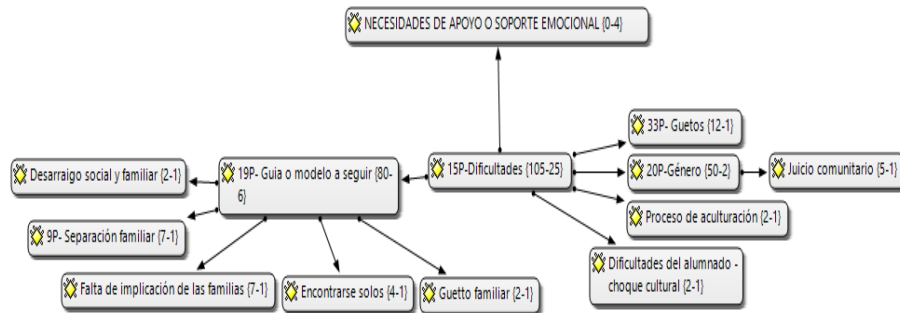 NECESIDADES DE APOYO O SOPORTE EMOCIONAL {0-4}
33P- Guetos {12-1}
Desarraigo social y familiar {2-1}
19P- Guia o modelo a seguir {80-
6}
15P-Dificultades {105-25}
20P-Género {50-2}
Juicio comunitario {5-1}
9P- Separación familiar {7-1}
Proceso de aculturación {2-1}
Falta de implicación de las familias {7-1}
Encontrarse solos {4-1}
Guetto familiar {2-1}
Dificultades del alumnado -
choque cultural {2-1}